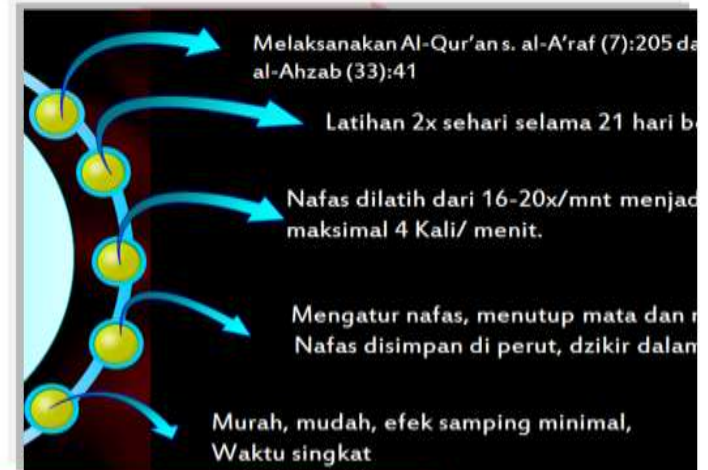 Melaksanakan Al-Qur'an s. al-A'raf (7):205 da
al-Ahzab (33):41
Latihan 2x sehari selama 21 hari b
Nafas dilatih dari 16-20x/mnt menjad
maksimal 4 Kali/ menit.
Mengatur nafas, menutup mata dan
Nafas disimpan di perut, dzikir dalam
Murah, mudah, efek samping minimal,
Waktu singkat